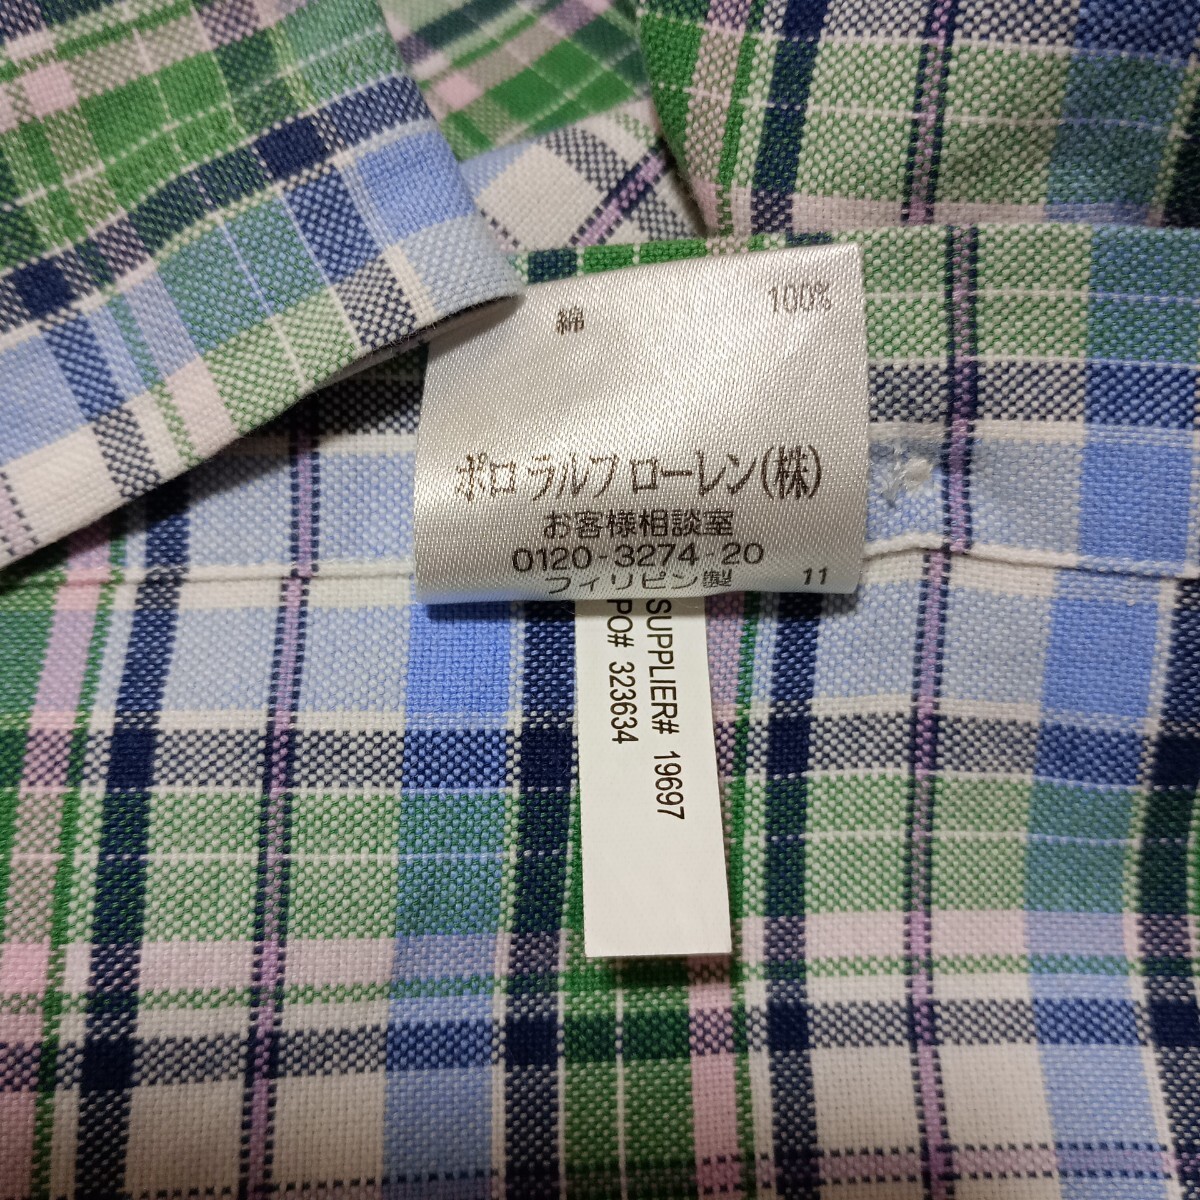 綿 100%
ポロ ラルフ ローレン(株)
お客様相談室
0120-3274-20
フィリピン製 11
SUPPLIER# 19697
PO# 323634